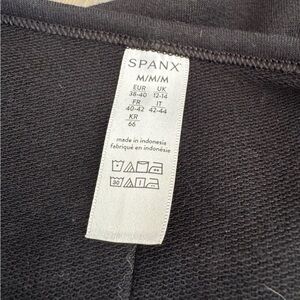 SPANX
M/M/M
EUR UK
38-40 12-14
FR IT
40-42 42-44
KR
66
made in indonesia
fabriqué en indonésie
30